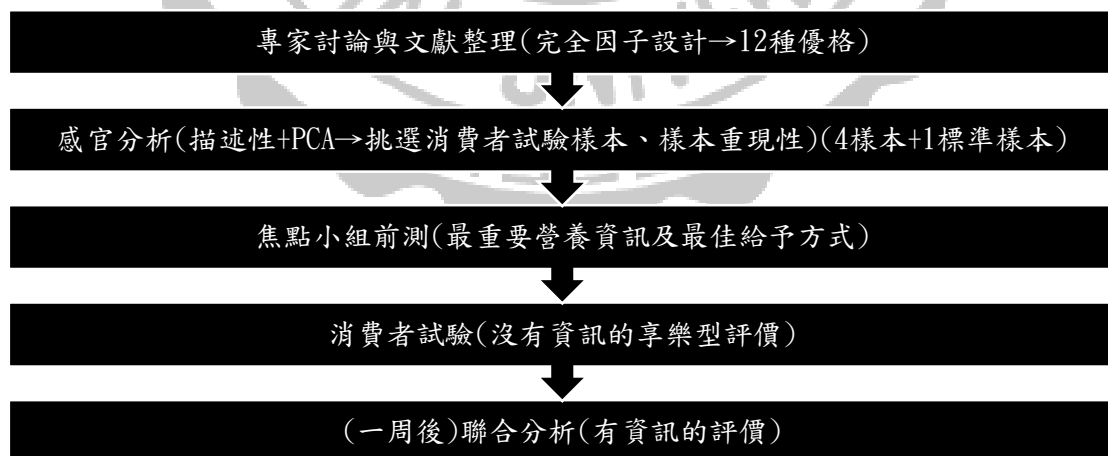 專家討論與文獻整理(完全因子設計→12種優格)
感官分析(描述性+PCA→挑選消費者試驗樣本、樣本重現性)(4樣本+1標準樣本)
焦點小組前測(最重要營養資訊及最佳給予方式)
消費者試驗(沒有資訊的享樂型評價)
(一周後)聯合分析(有資訊的評價)